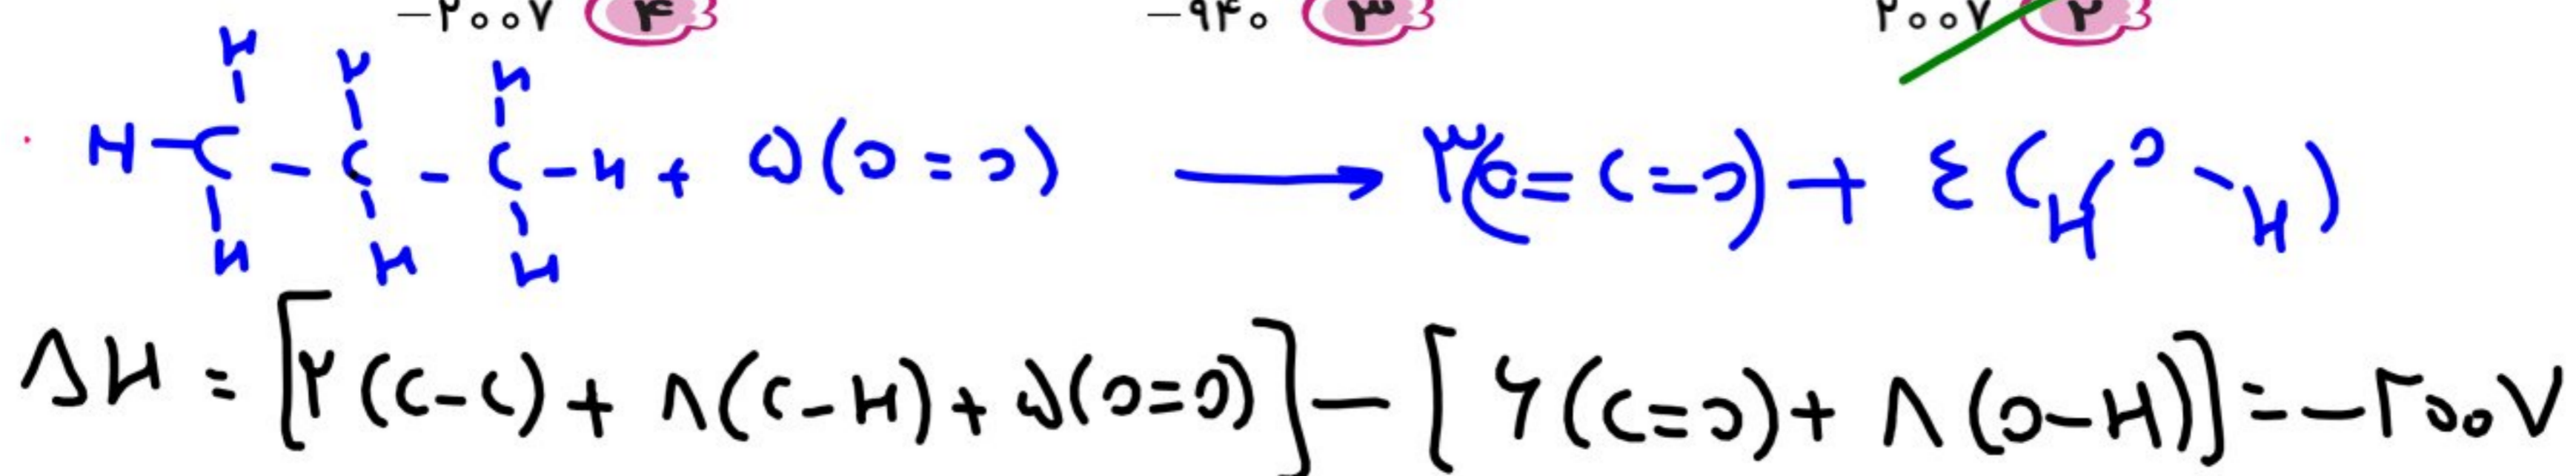 ۲ ۲۰۰۷ ۳ −۹۴۰ ۴ −۲۰۰۷
H H H
H−C − C − C−H + ۵(O=O) ⟶ ۳(O=C=O) + ۴(H O H)
H H H
ΔH = [۲(C−C) + ۸(C−H) + ۵(O=O)] − [۶(C=O) + ۸(O−H)] = −۲۰۰۷